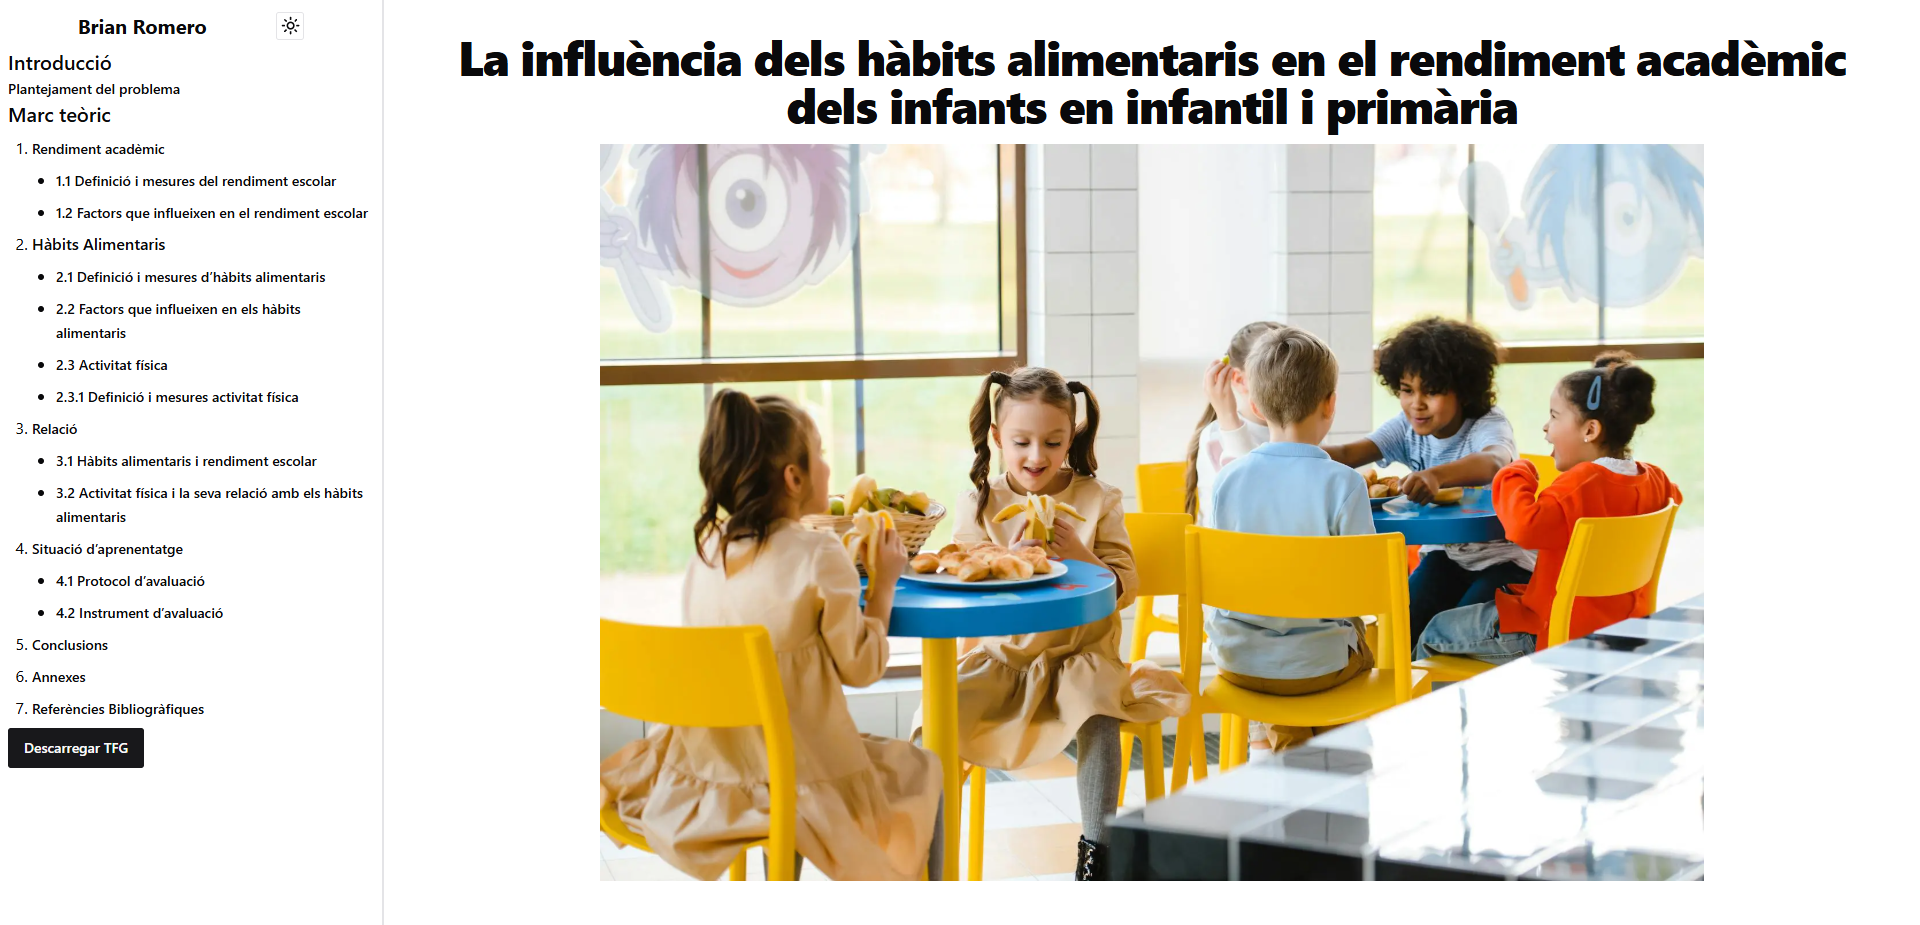 Brian Romero
Introducció
Plantejament del problema
Marc teòric
1. Rendiment acadèmic
1.1 Definició i mesures del rendiment escolar
1.2 Factors que influeixen en el rendiment escolar
2. Hàbits Alimentaris
2.1 Definició i mesures d'hàbits alimentaris
2.2 Factors que influeixen en els hàbits
alimentaris
2.3 Activitat física
2.3.1 Definició i mesures activitat física
3. Relació
3.1 Hàbits alimentaris i rendiment escolar
3.2 Activitat física i la seva relació amb els hàbits
alimentaris
4. Situació d'aprenentatge
4.1 Protocol d'avaluació
4.2 Instrument d'avaluació
5. Conclusions
6. Annexes
7. Referències Bibliogràfiques
Descarregar TFG
La influència dels hàbits alimentaris en el rendiment acadèmic
dels infants en infantil i primària